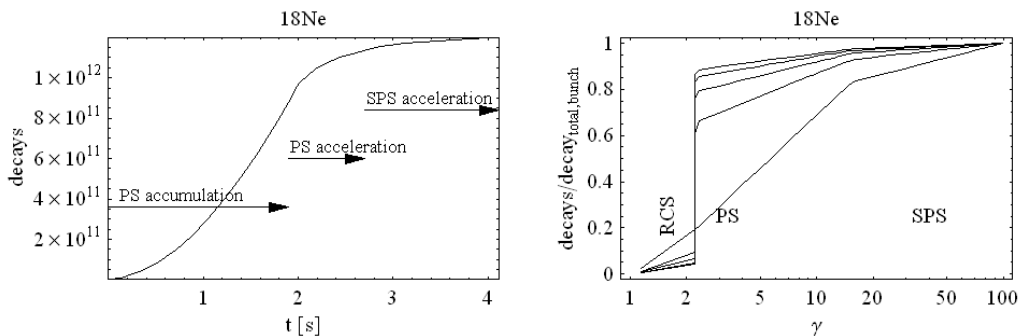 18Ne
decays
1 × 10^12
8 × 10^11
6 × 10^11
4 × 10^11
2 × 10^11
SPS acceleration
PS acceleration
PS accumulation
1 2 3 4
t [s]
18Ne
decays/decay_total,bunch
1
0.8
0.6
0.4
0.2
0
RCS PS SPS
1 2 5 10 20 50 100
γ